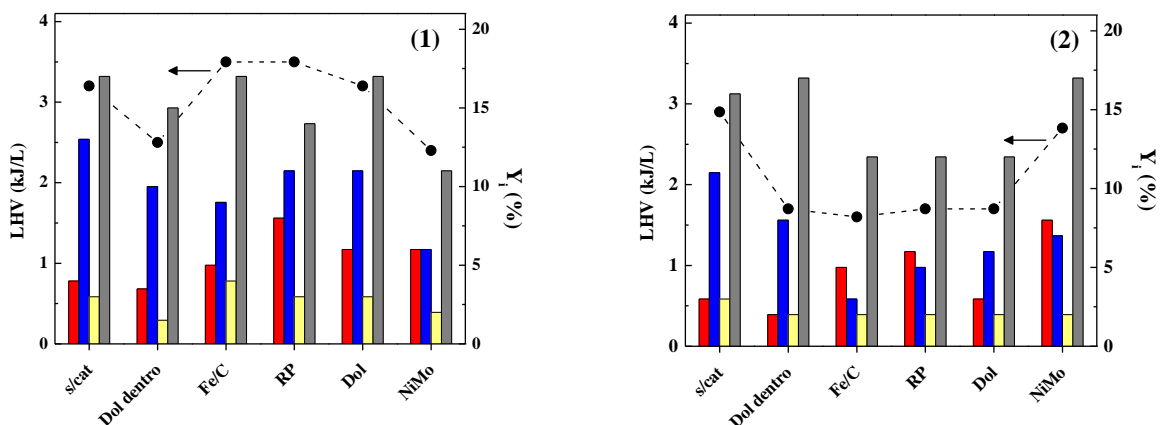 (1)
LHV (kJ/L)
4
3
2
1
0
20
15
10
5
0
Y_i (%)
s/cat
Dol dentro
Fe/C
RP
Dol
NiMo
(2)
LHV (kJ/L)
4
3
2
1
0
20
15
10
5
0
Y_i (%)
s/cat
Dol dentro
Fe/C
RP
Dol
NiMo